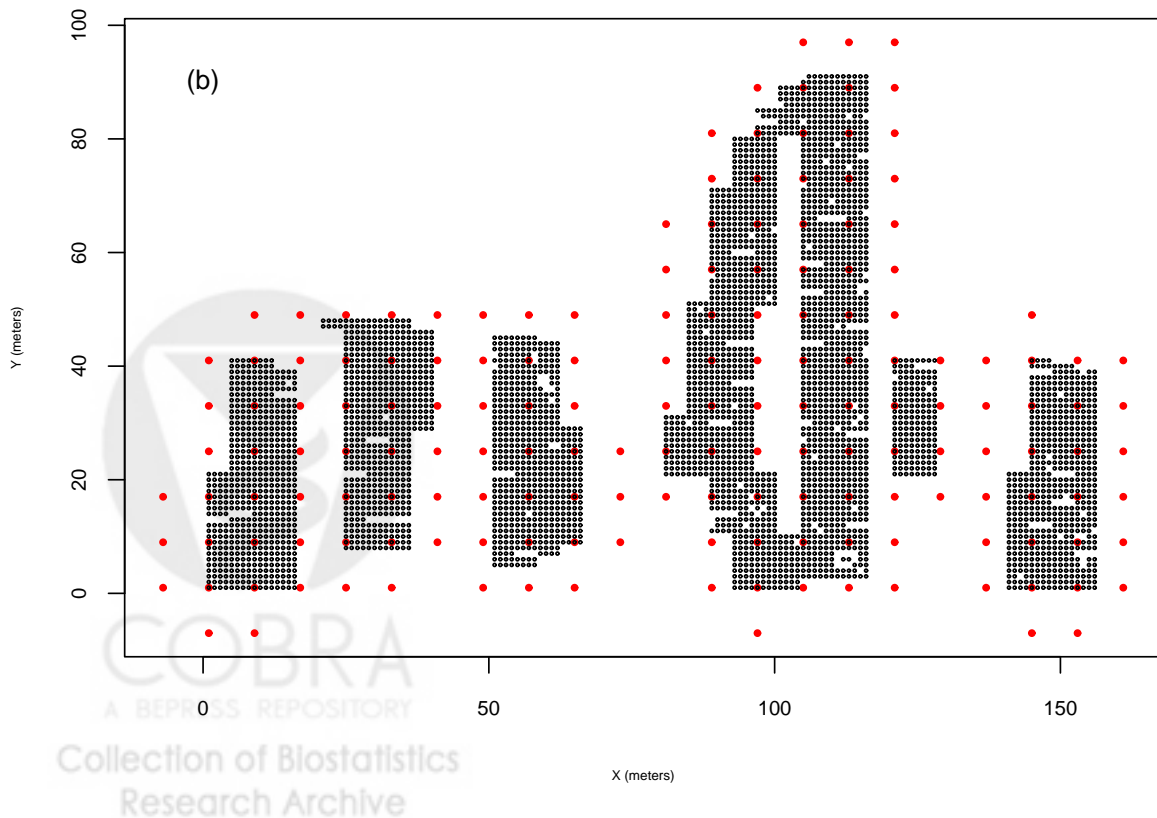 (b)
100
80
60
40
20
0
Y (meters)
0 50 100 150
X (meters)
COBRA
A BEPRESS REPOSITORY
Collection of Biostatistics
Research Archive